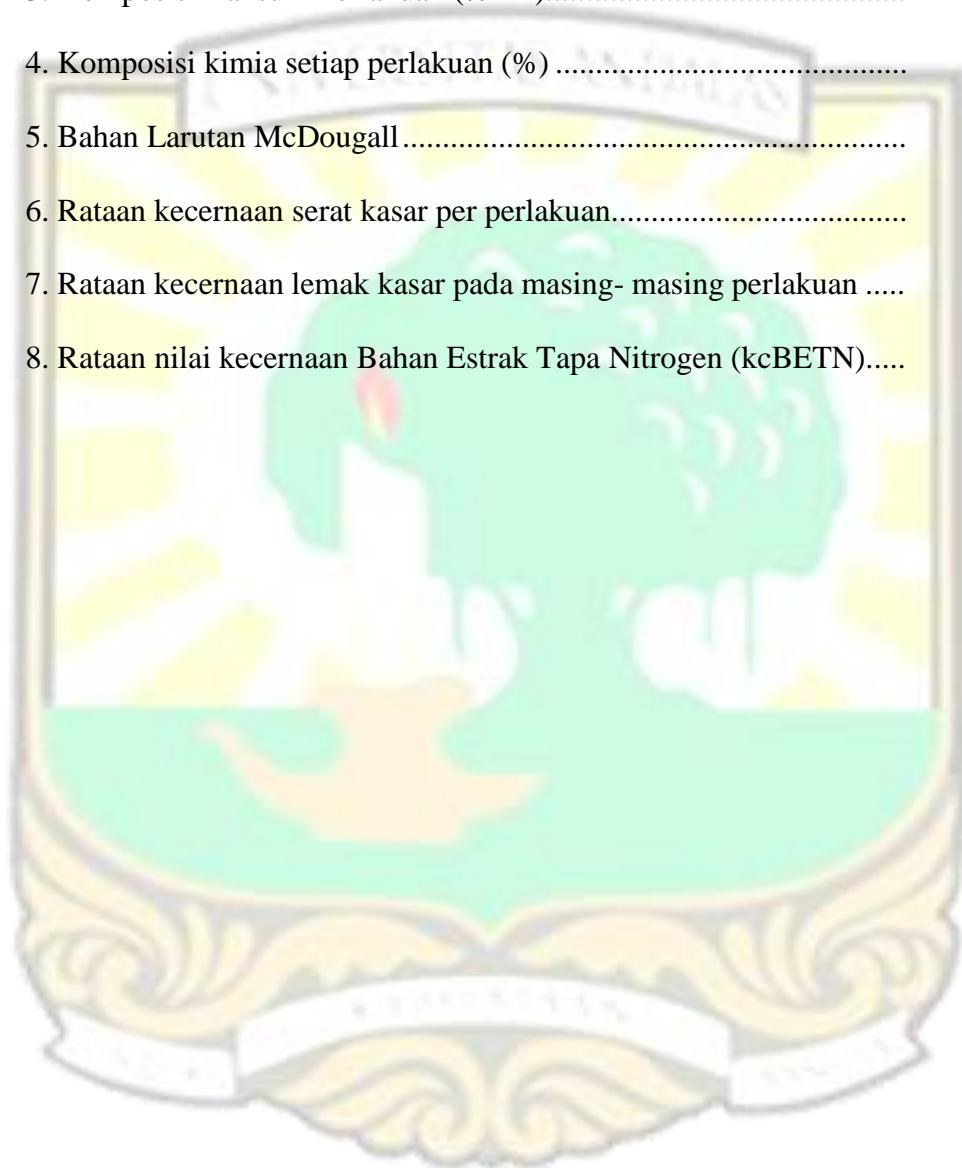 4. Komposisi kimia setiap perlakuan (%) ............................................
5. Bahan Larutan McDougall ...............................................................
6. Rataan kecernaan serat kasar per perlakuan.....................................
7. Rataan kecernaan lemak kasar pada masing- masing perlakuan .....
8. Rataan nilai kecernaan Bahan Estrak Tapa Nitrogen (kcBETN).....